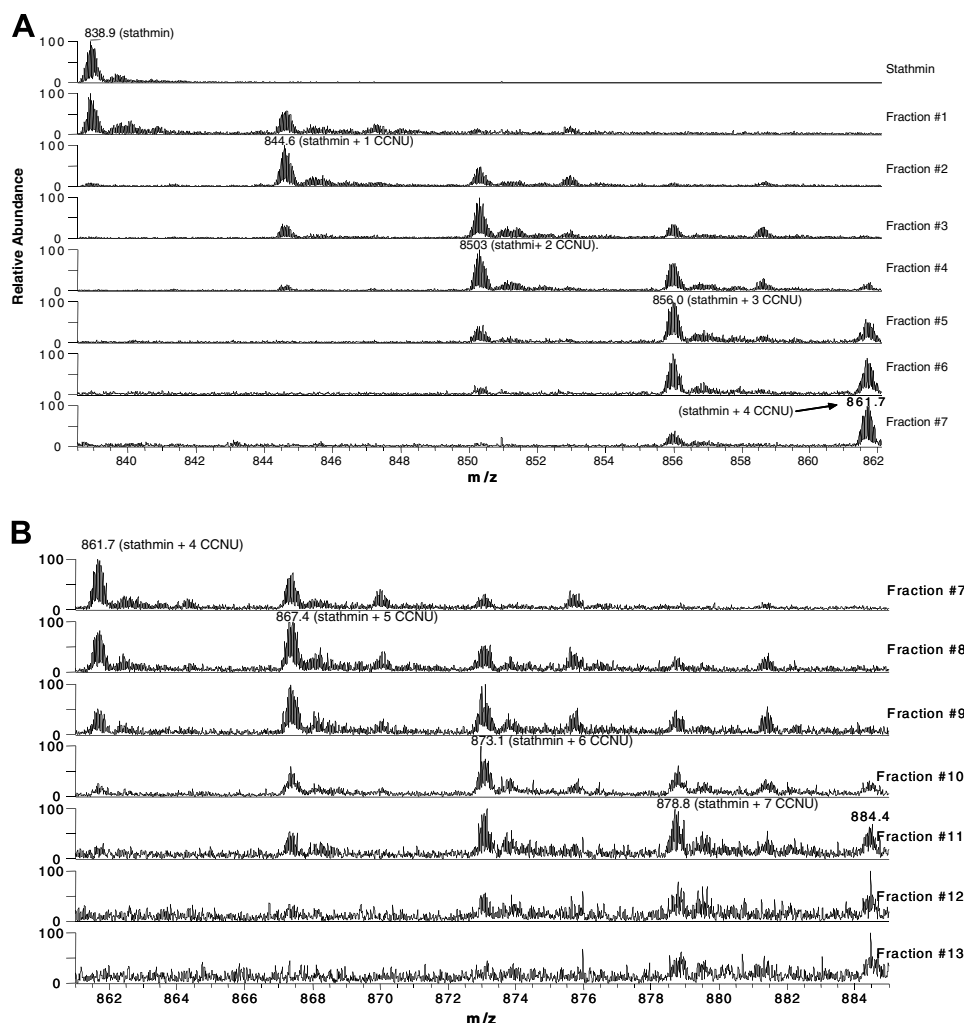 A
838.9 (stathmin)
100
0
Stathmin
100
0
Fraction #1
844.6 (stathmin + 1 CCNU)
100
0
Fraction #2
100
0
Fraction #3
8503 (stathmi+ 2 CCNU).
100
0
Fraction #4
856.0 (stathmin + 3 CCNU)
100
0
Fraction #5
100
0
Fraction #6
(stathmin + 4 CCNU) 861.7
100
0
Fraction #7
Relative Abundance
840 842 844 846 848 850 852 854 856 858 860 862
m/z
B
861.7 (stathmin + 4 CCNU)
100
0
Fraction #7
867.4 (stathmin + 5 CCNU)
100
0
Fraction #8
100
0
Fraction #9
873.1 (stathmin + 6 CCNU)
100
0
Fraction #10
878.8 (stathmin + 7 CCNU)
884.4
100
0
Fraction #11
100
0
Fraction #12
100
0
Fraction #13
862 864 866 868 870 872 874 876 878 880 882 884
m/z